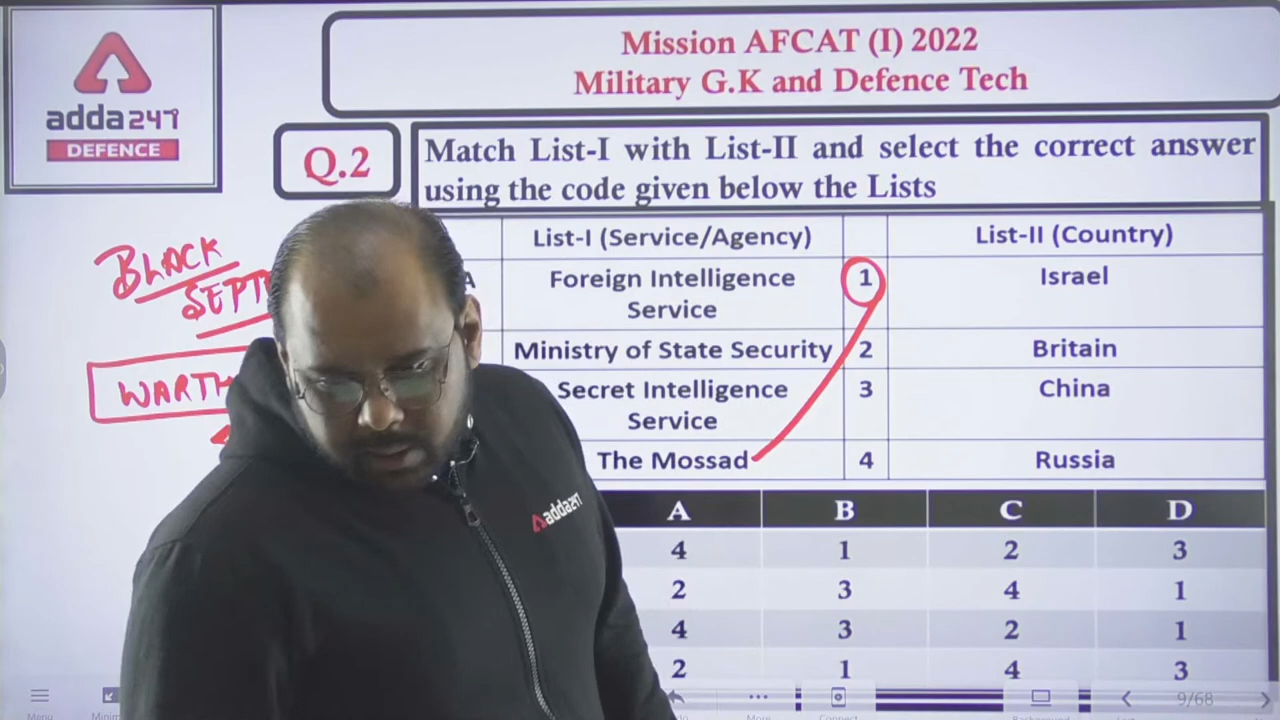 Mission AFCAT (I) 2022
Military G.K and Defence Tech
adda247
DEFENCE
Q.2
Match List-I with List-II and select the correct answer
using the code given below the Lists
List-I (Service/Agency) List-II (Country)
A Foreign Intelligence Service 1 Israel
Ministry of State Security 2 Britain
Secret Intelligence Service 3 China
The Mossad 4 Russia
BLACK
SEPT
WARTH
adda247
A B C D
4 1 2 3
2 3 4 1
4 3 2 1
2 1 4 3
Menu More Connect 9/68